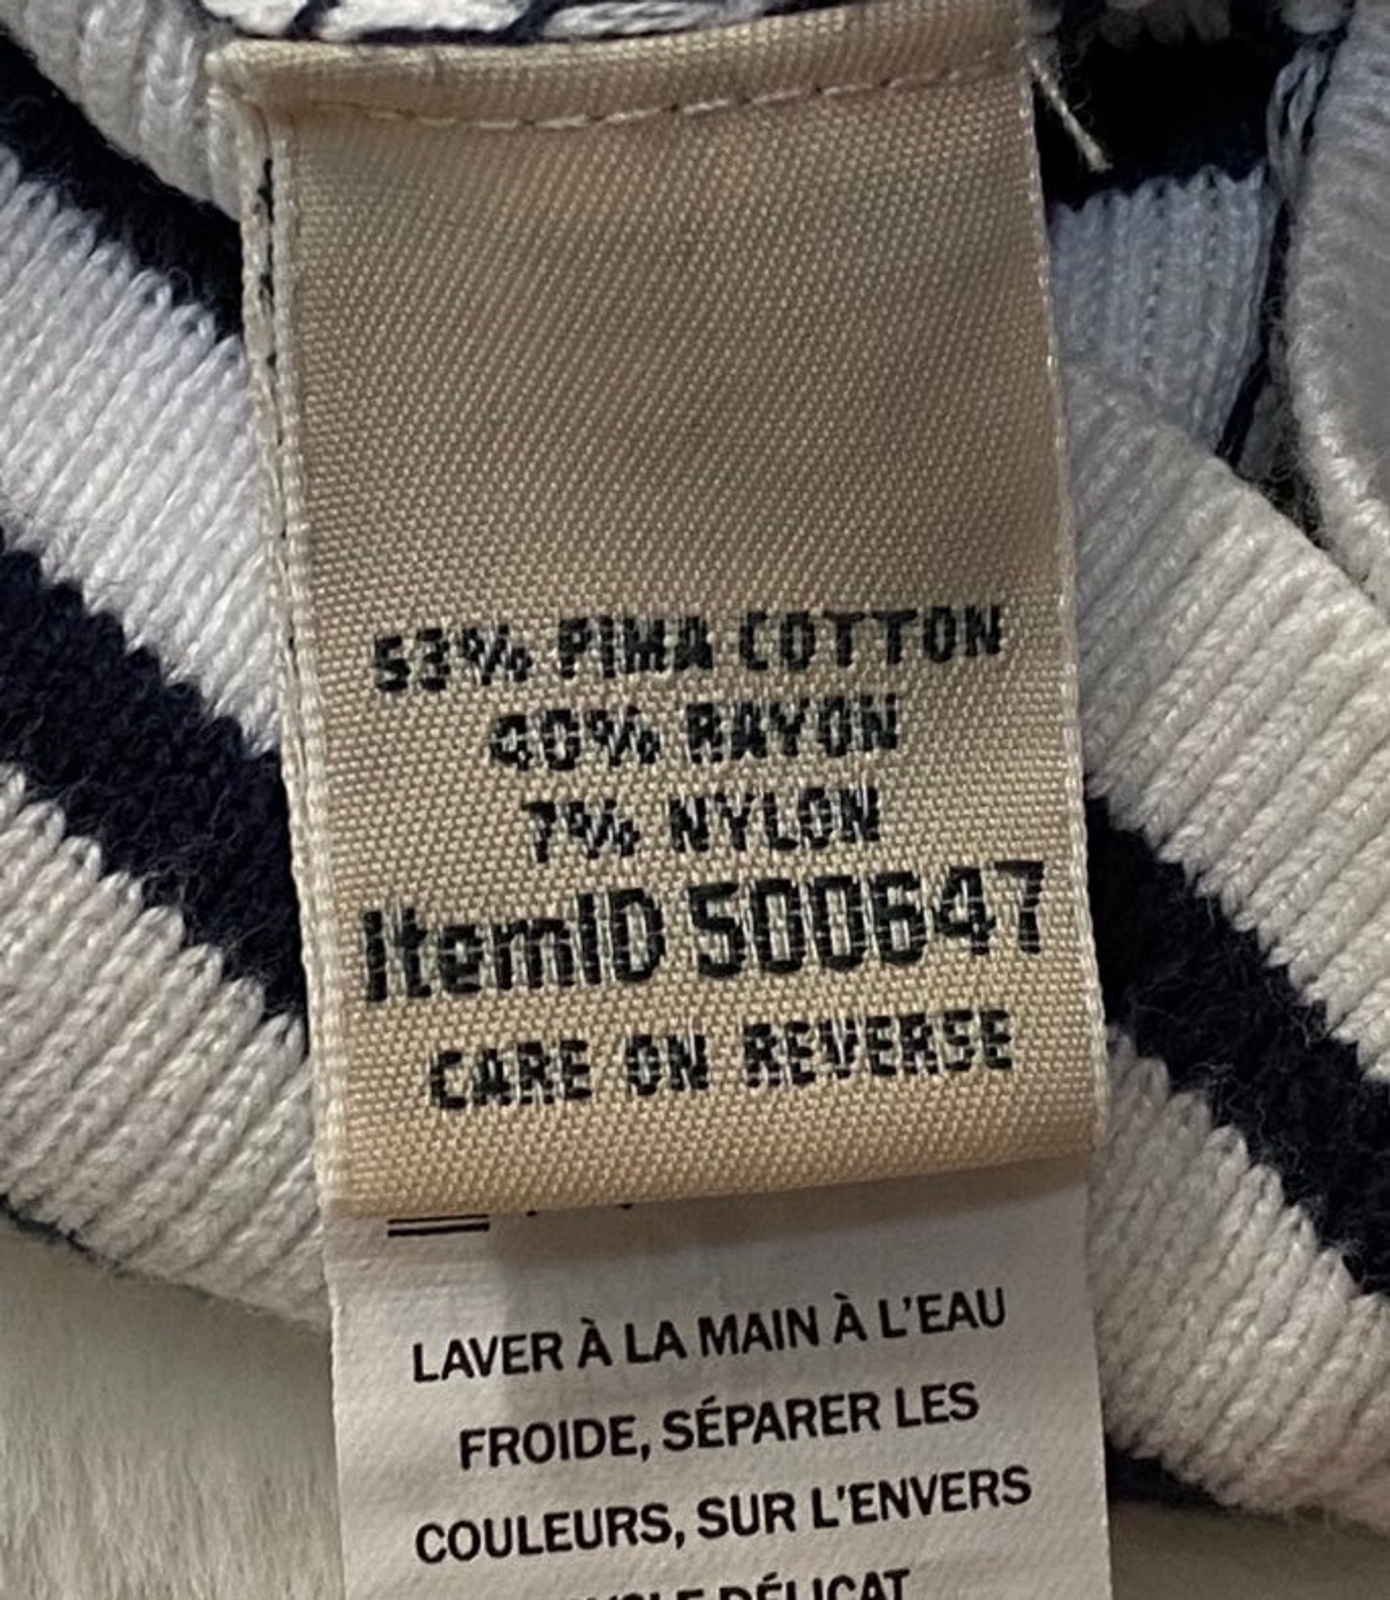 53% PIMA COTTON
40% RAYON
7% NYLON
ItemID 500647
CARE ON REVERSE
LAVER À LA MAIN À L'EAU
FROIDE, SÉPARER LES
COULEURS, SUR L'ENVERS
DÉLICAT